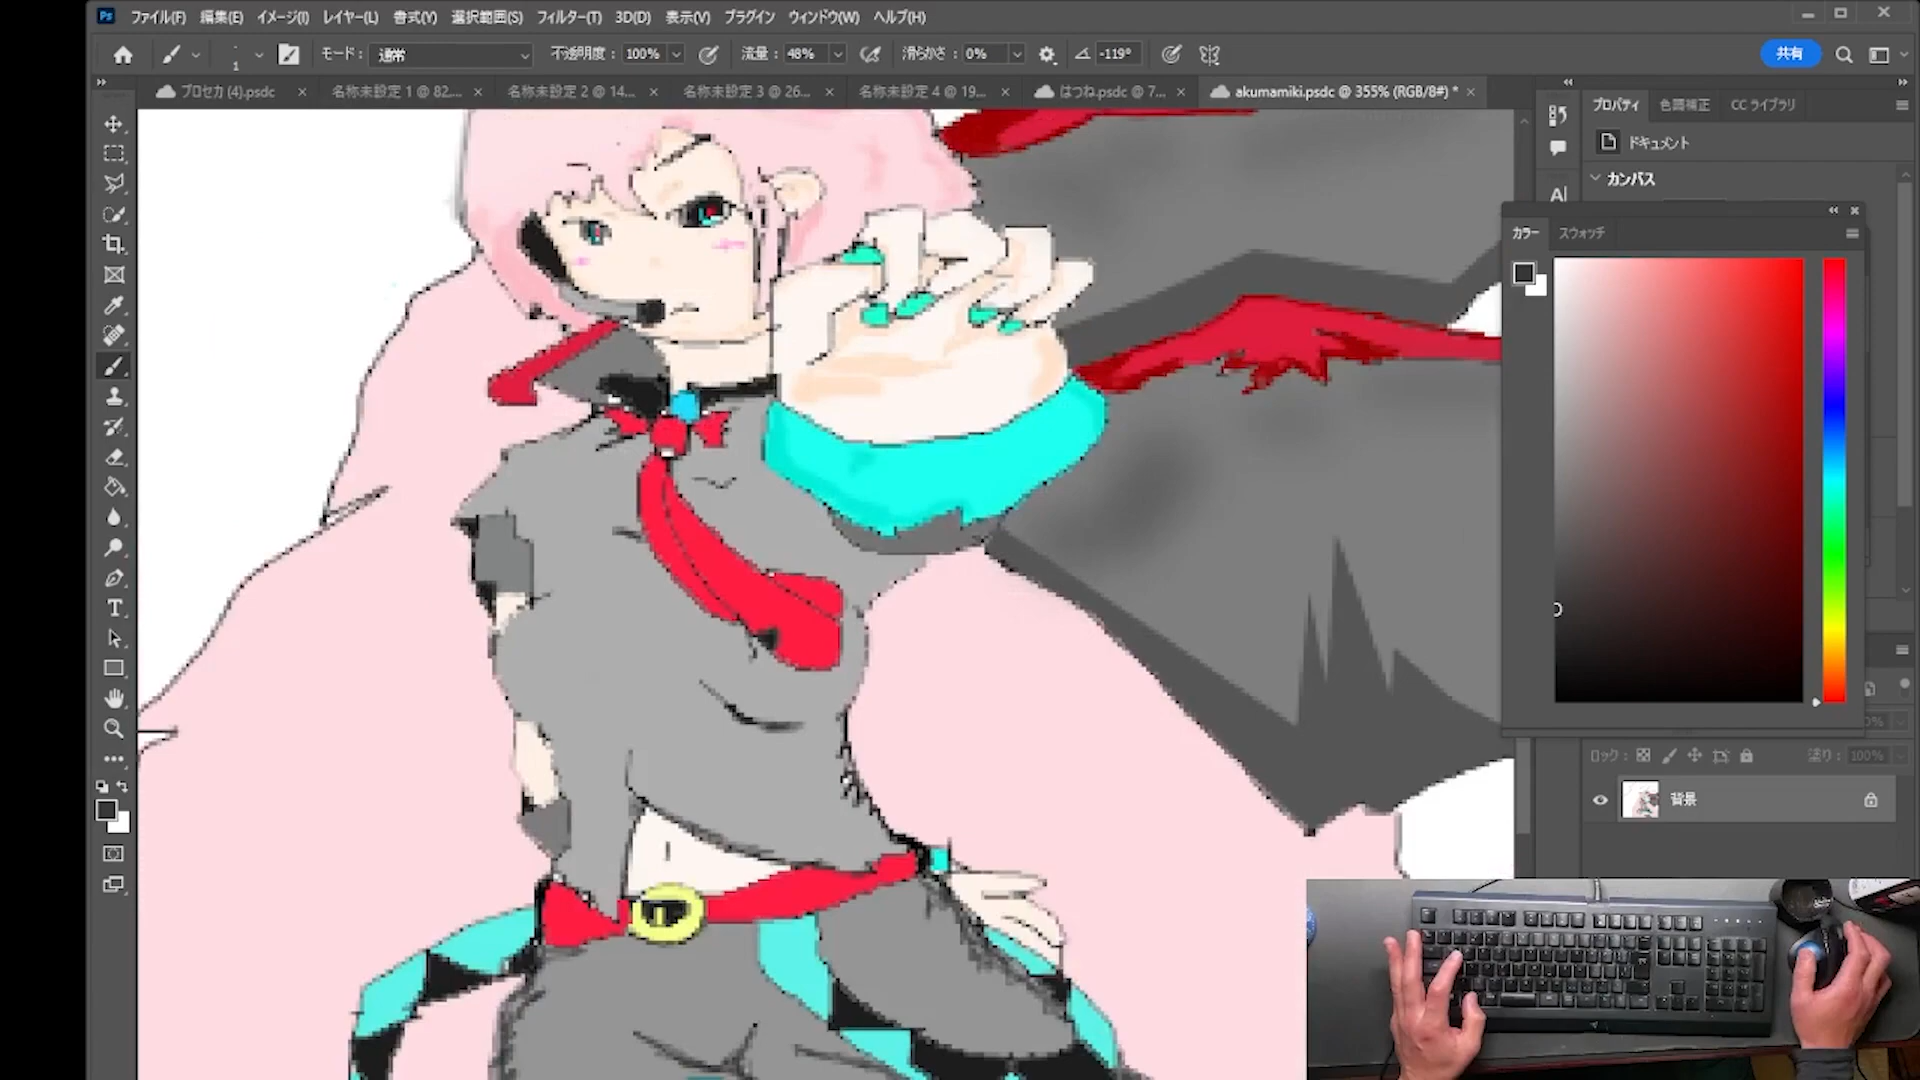 Ps ファイル(F) 編集(E) イメージ(I) レイヤー(L) 書式(Y) 選択範囲(S) フィルター(T) 3D(D) 表示(V) プラグイン ウィンドウ(W) ヘルプ(H)
1 モード: 通常 不透明度: 100% 流量: 48% 滑らかさ: 0% -119° 共有
プロセカ (4).psdc × 名称未設定 1 @ 82... × 名称未設定 2 @ 14... × 名称未設定 3 @ 26... × 名称未設定 4 @ 19... × はつね.psdc @ 7... × akumamiki.psdc @ 355% (RGB/8#) * ×
プロパティ 色調補正 CC ライブラリ
ドキュメント
カンバス
カラー スウォッチ
ロック: 塗り: 100%
背景